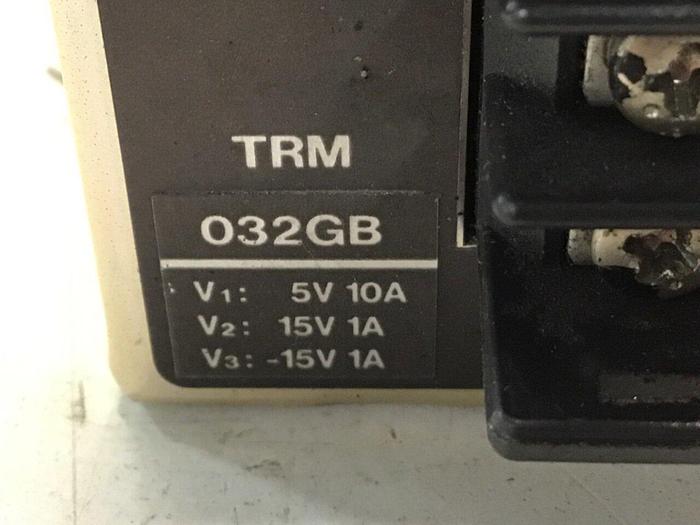 TRM
032GB
V1: 5V 10A
V2: 15V 1A
V3: -15V 1A